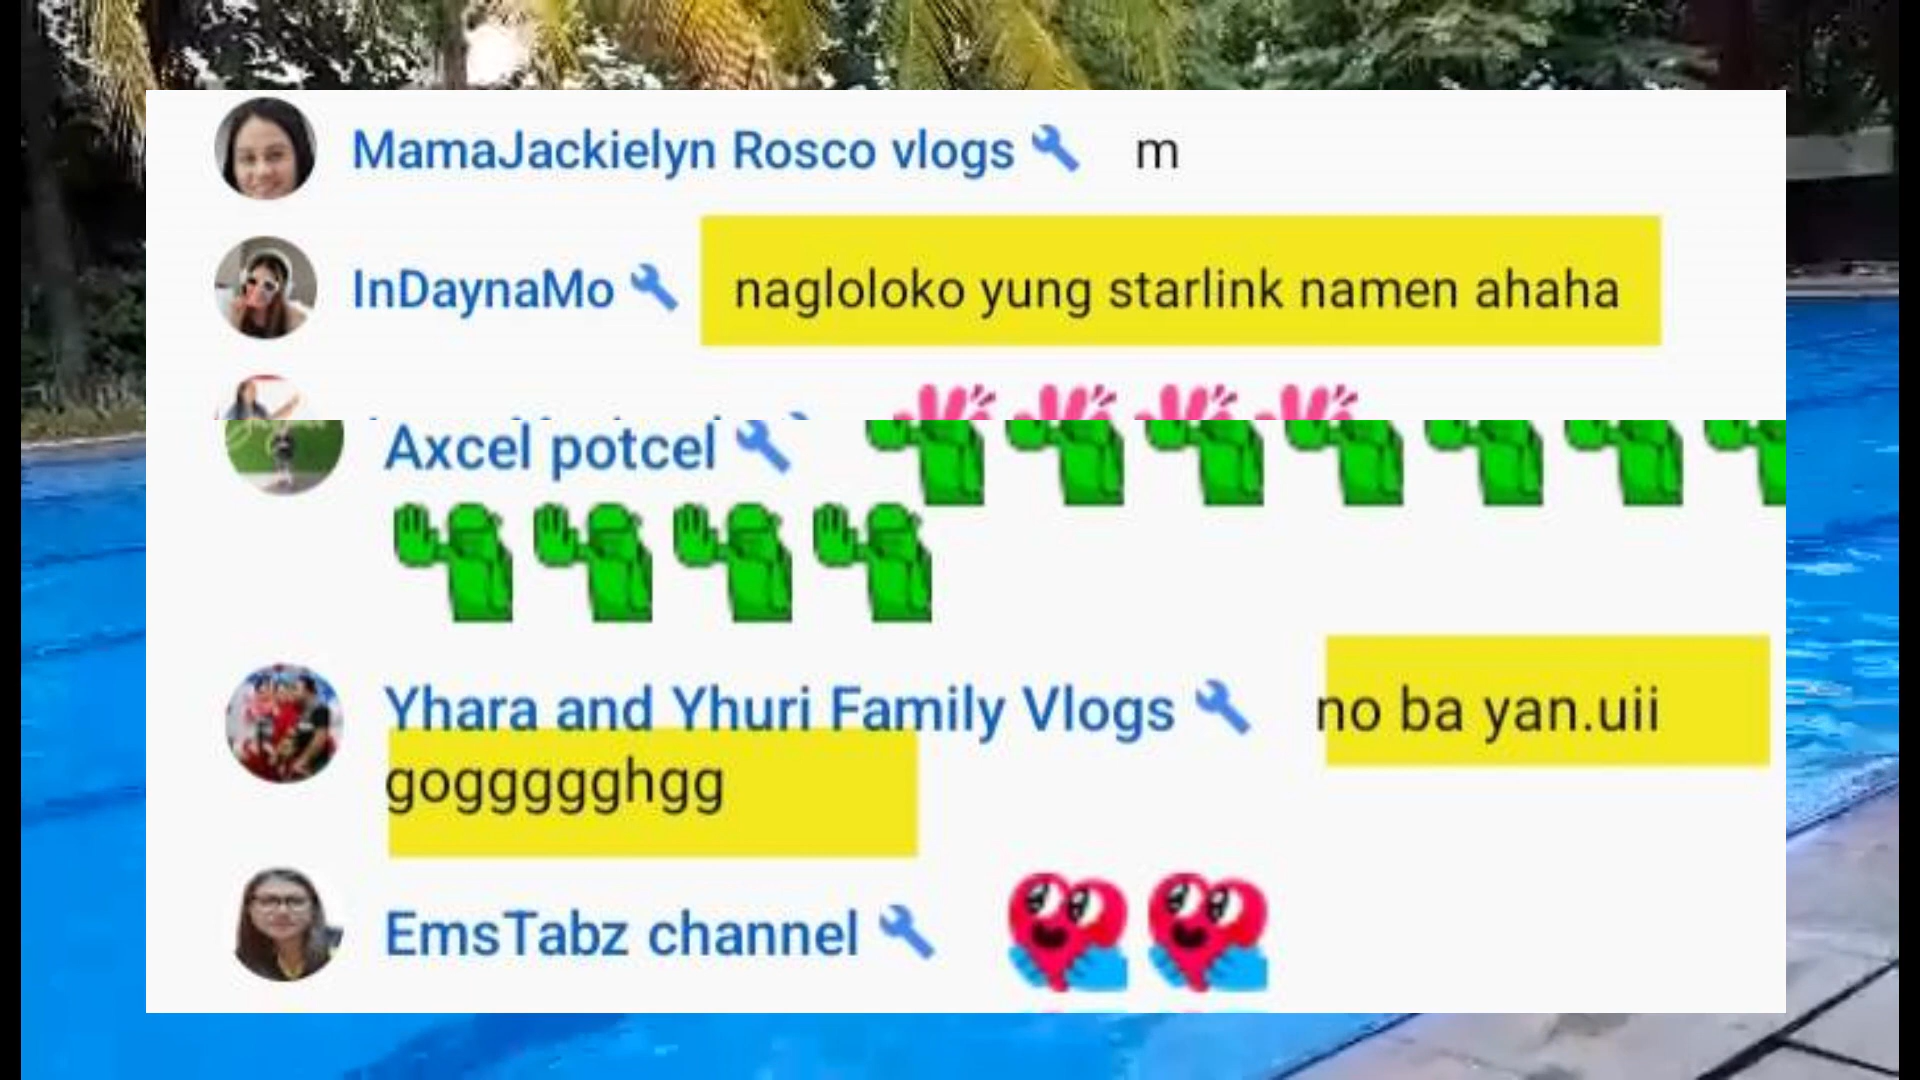 MamaJackielyn Rosco vlogs m
InDaynaMo nagloloko yung starlink namen ahaha
Axcel potcel
Yhara and Yhuri Family Vlogs no ba yan.uii
goggggghgg
EmsTabz channel